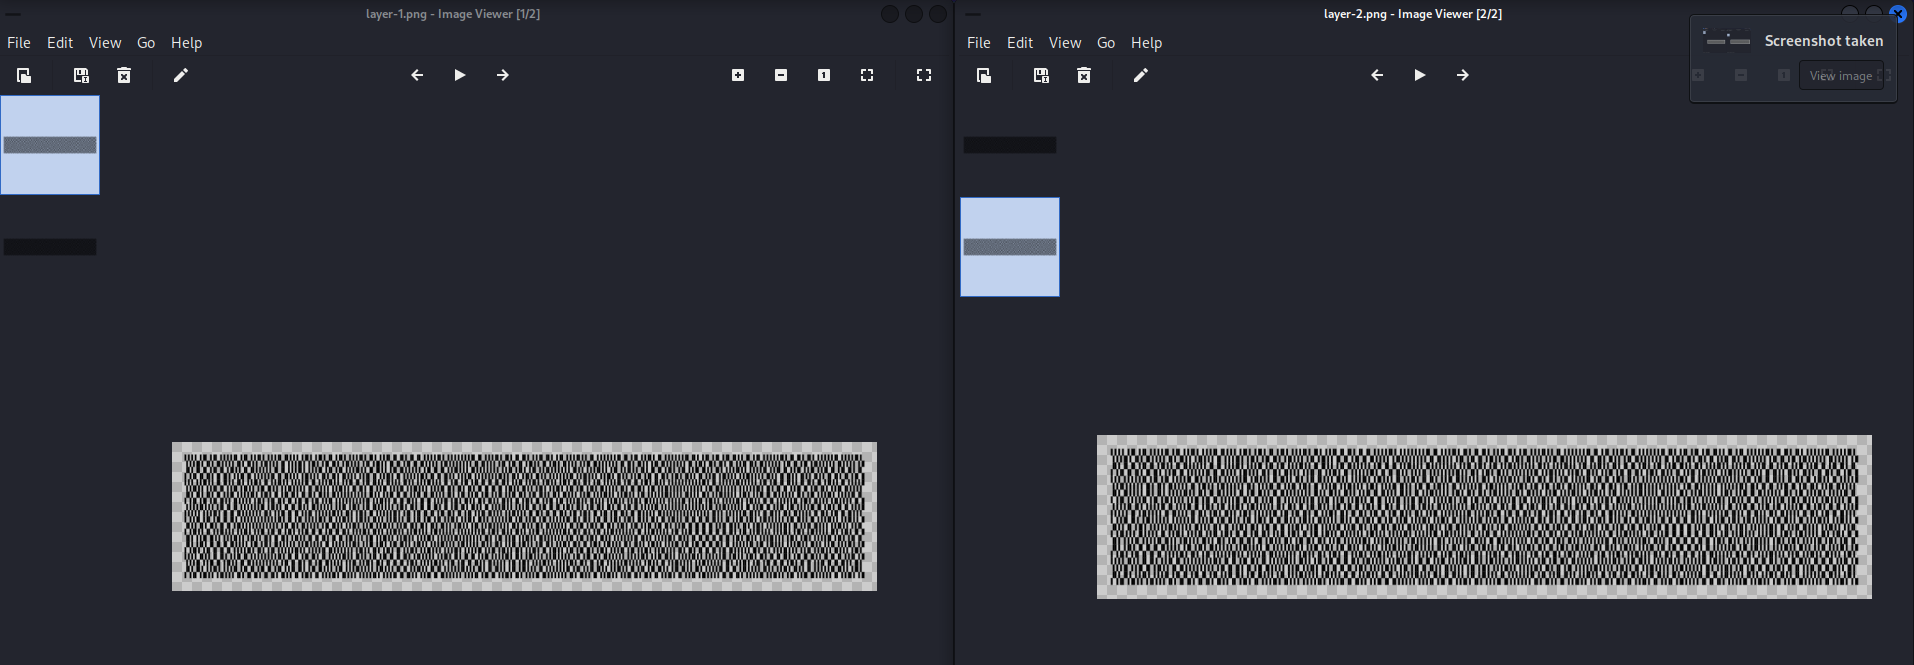 layer-1.png - Image Viewer [1/2]
File Edit View Go Help
layer-2.png - Image Viewer [2/2]
File Edit View Go Help
Screenshot taken
View image